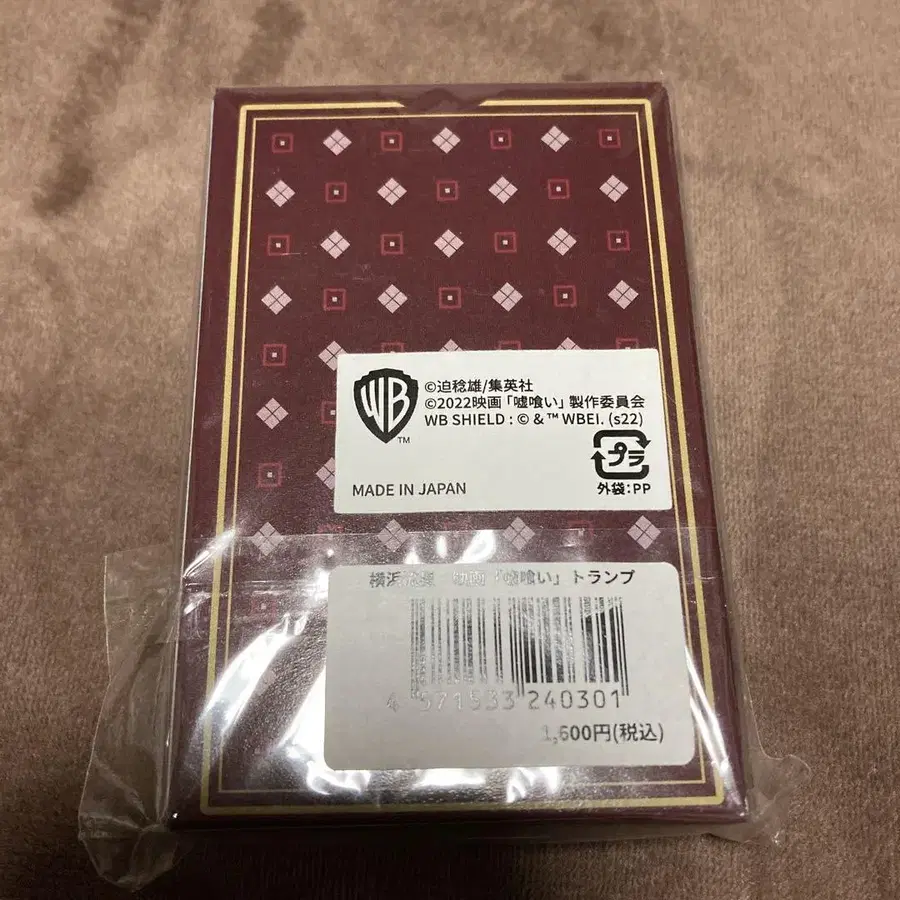 WB
TM
©迫稔雄/集英社
©2022映画「嘘喰い」製作委員会
WB SHIELD : © & ™ WBEI. (s22)
プラ
外袋:PP
MADE IN JAPAN
横浜流星 映画「嘘喰い」トランプ
4 571533 240301
1,600円(税込)